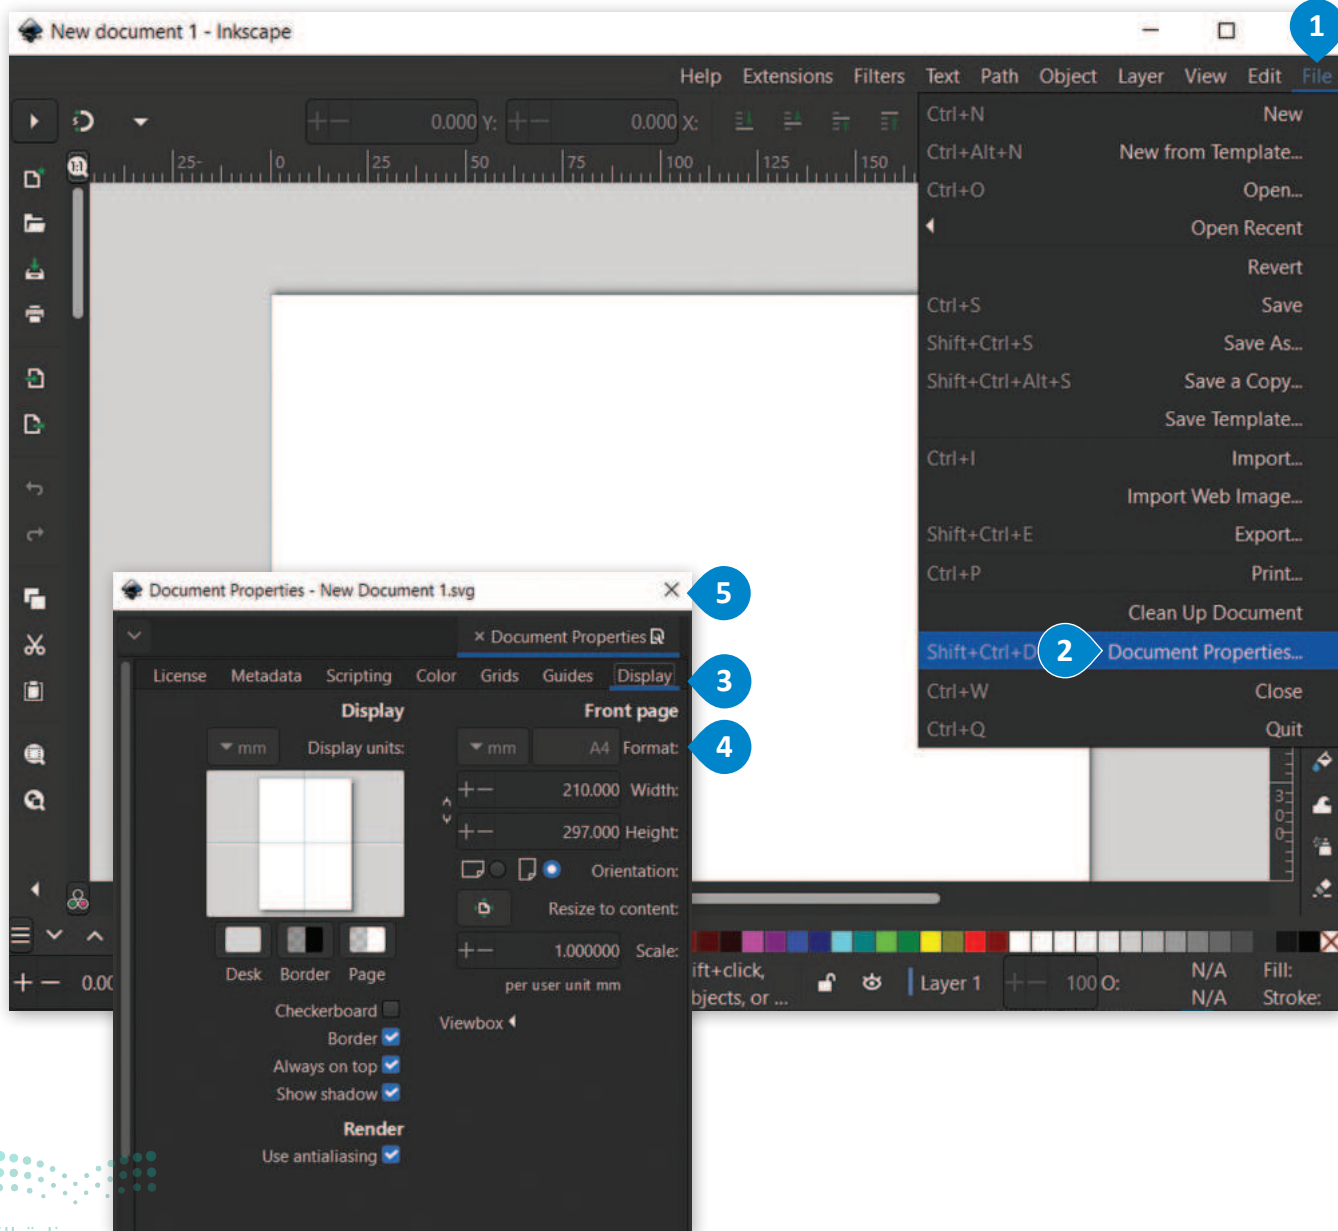 New document 1 - Inkscape
1
Help Extensions Filters Text Path Object Layer View Edit File
0.000 Y: 0.000 X:
25- 0 25 50 75 100 125 150
Ctrl+N New
Ctrl+Alt+N New from Template...
Ctrl+O Open...
Open Recent
Revert
Ctrl+S Save
Shift+Ctrl+S Save As...
Shift+Ctrl+Alt+S Save a Copy...
Save Template...
Ctrl+I Import...
Import Web Image...
Shift+Ctrl+E Export...
Ctrl+P Print...
Clean Up Document
Shift+Ctrl+D 2 Document Properties...
Ctrl+W Close
Ctrl+Q Quit
Document Properties - New Document 1.svg
5
× Document Properties
License Metadata Scripting Color Grids Guides Display
3
Display Front page
mm Display units: mm A4 Format:
4
210.000 Width:
297.000 Height:
Orientation:
Resize to content:
1.000000 Scale:
per user unit mm
Viewbox
Desk Border Page
Checkerboard
Border
Always on top
Show shadow
Render
Use antialiasing
300
0.00
ift+click,
bjects, or ...
Layer 1
100 O:
N/A Fill:
N/A Stroke: